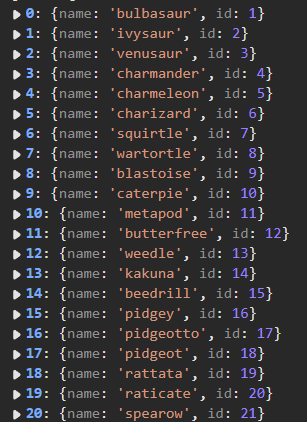 0: {name: 'bulbasaur', id: 1}
1: {name: 'ivysaur', id: 2}
2: {name: 'venusaur', id: 3}
3: {name: 'charmander', id: 4}
4: {name: 'charmeleon', id: 5}
5: {name: 'charizard', id: 6}
6: {name: 'squirtle', id: 7}
7: {name: 'wartortle', id: 8}
8: {name: 'blastoise', id: 9}
9: {name: 'caterpie', id: 10}
10: {name: 'metapod', id: 11}
11: {name: 'butterfree', id: 12}
12: {name: 'weedle', id: 13}
13: {name: 'kakuna', id: 14}
14: {name: 'beedrill', id: 15}
15: {name: 'pidgey', id: 16}
16: {name: 'pidgeotto', id: 17}
17: {name: 'pidgeot', id: 18}
18: {name: 'rattata', id: 19}
19: {name: 'raticate', id: 20}
20: {name: 'spearow', id: 21}